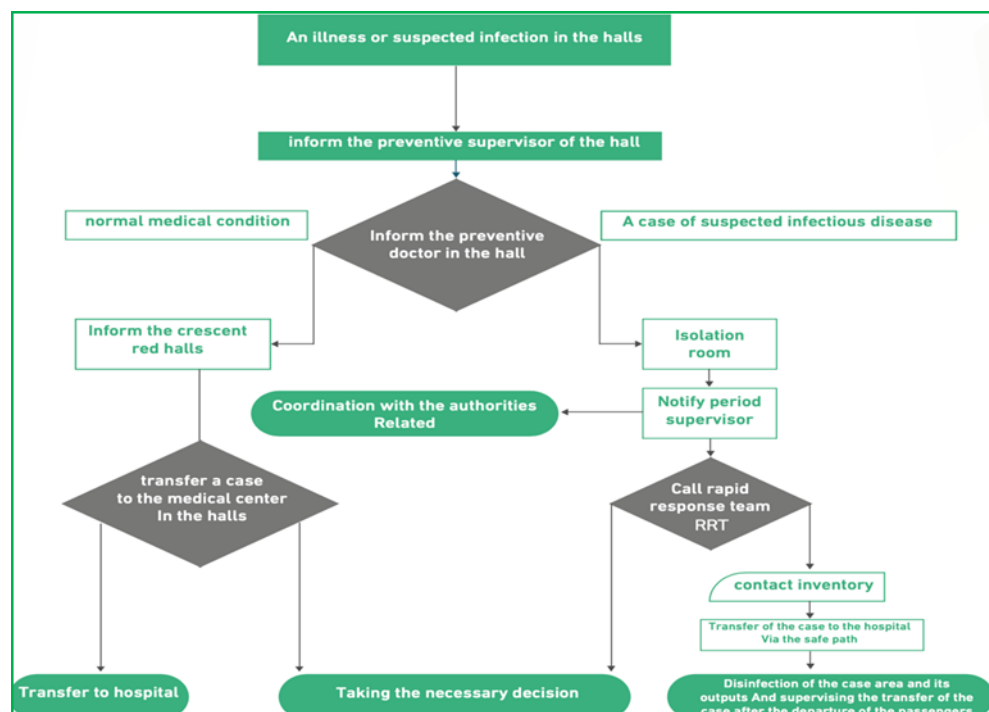 An illness or suspected infection in the halls
inform the preventive supervisor of the hall
normal medical condition
A case of suspected infectious disease
Inform the preventive
doctor in the hall
Inform the crescent
red halls
Isolation
room
Coordination with the authorities
Related
Notify period
supervisor
transfer a case
to the medical center
In the halls
Call rapid
response team
RRT
contact inventory
Transfer of the case to the hospital
Via the safe path
Transfer to hospital
Taking the necessary decision
Disinfection of the case area and its
outputs And supervising the transfer of the
case after the departure of the passengers